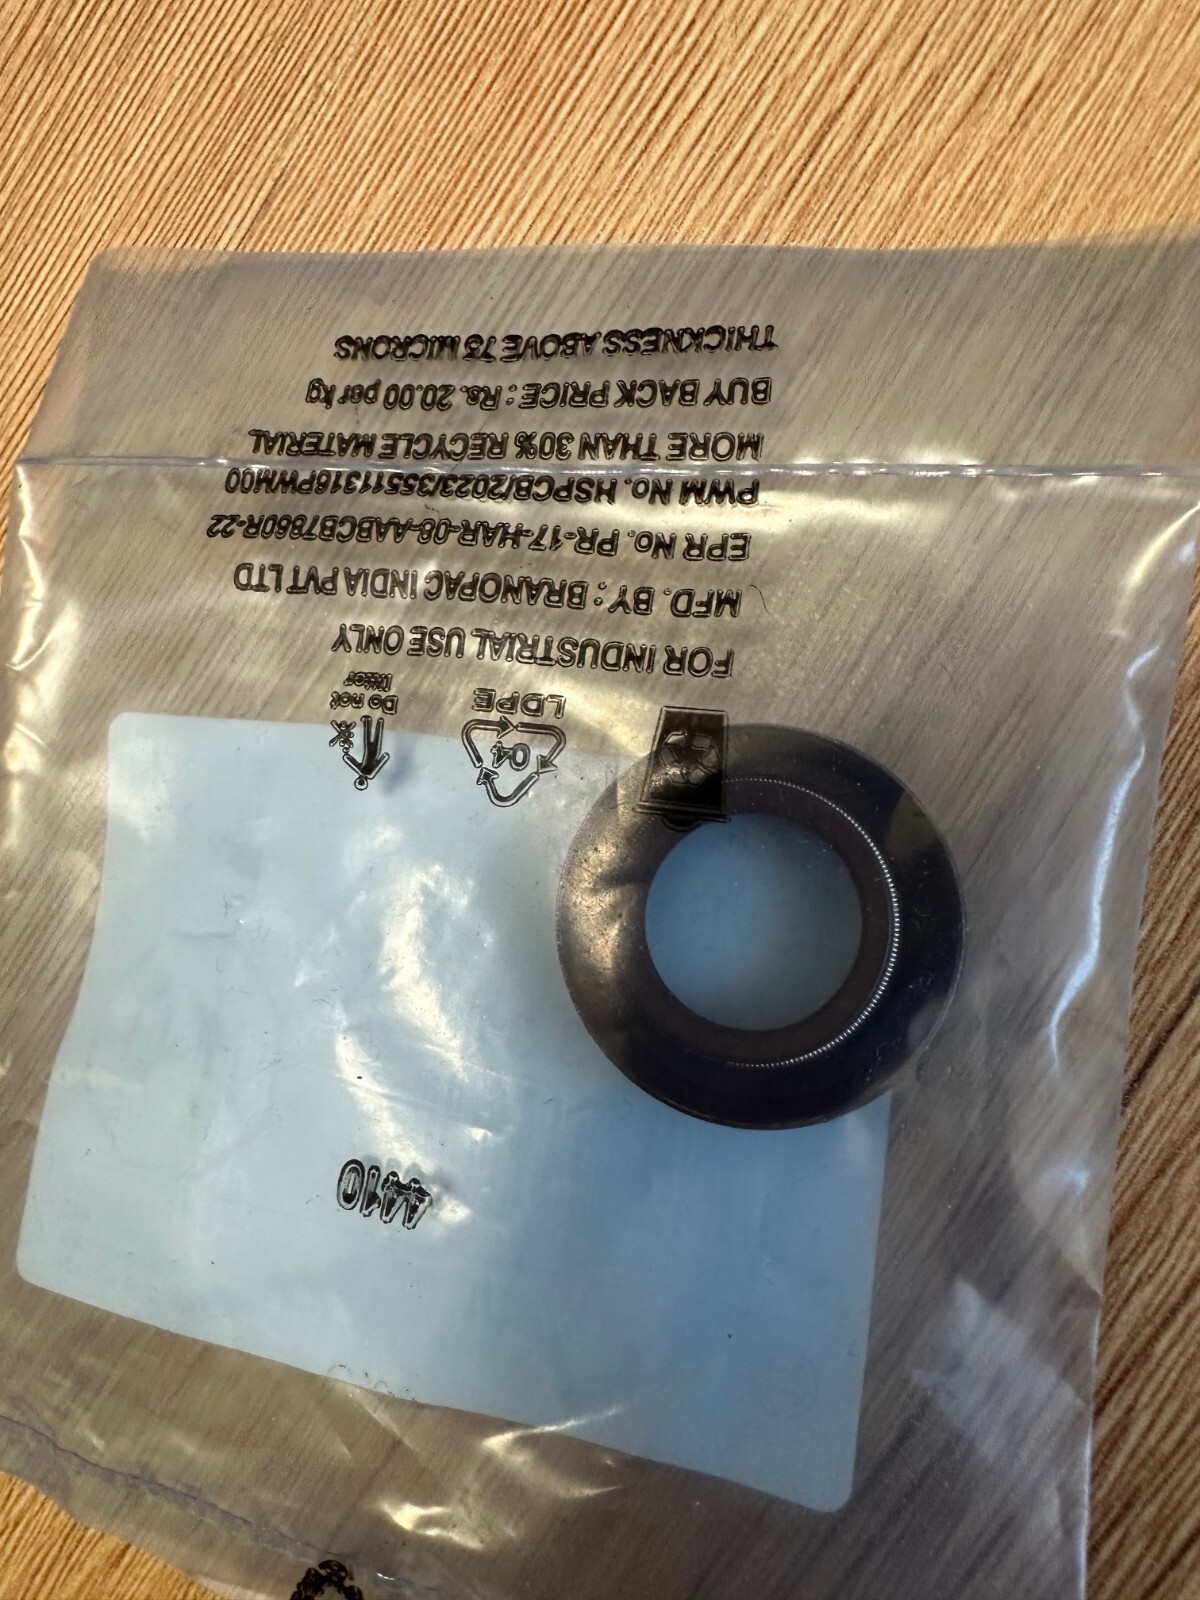 4410
04
LDPE
Do not
litter
FOR INDUSTRIAL USE ONLY
MFD. BY : BRANOPAC INDIA PVT LTD
EPR No. PR-17-HAR-08-AABCB7860R-22
PWM No. HSPCB/2023/35511316PWM00
MORE THAN 30% RECYCLE MATERIAL
BUY BACK PRICE : Rs. 20.00 per kg
THICKNESS ABOVE 75 MICRONS